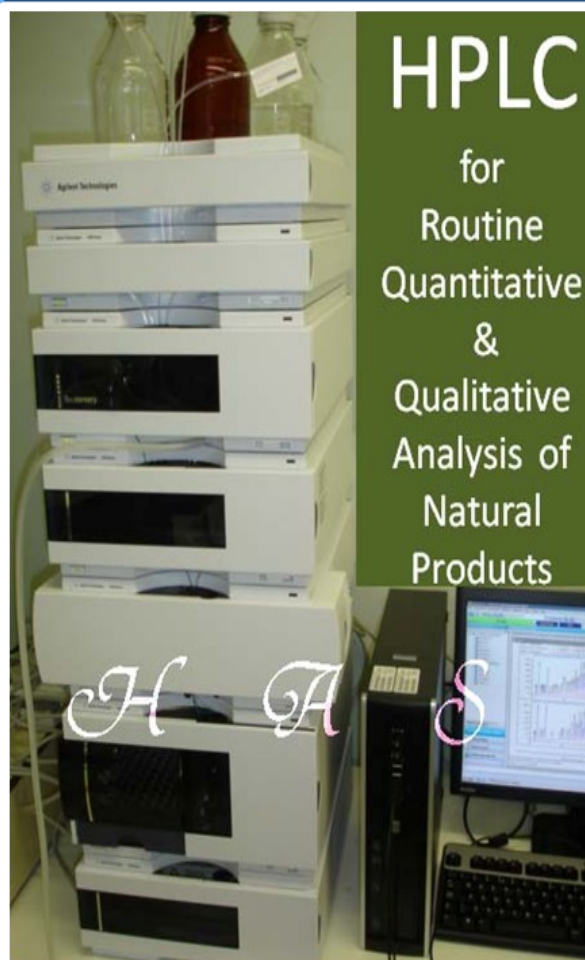 HPLC
for
Routine
Quantitative
&
Qualitative
Analysis of
Natural
Products
Agilent Technologies
H A S